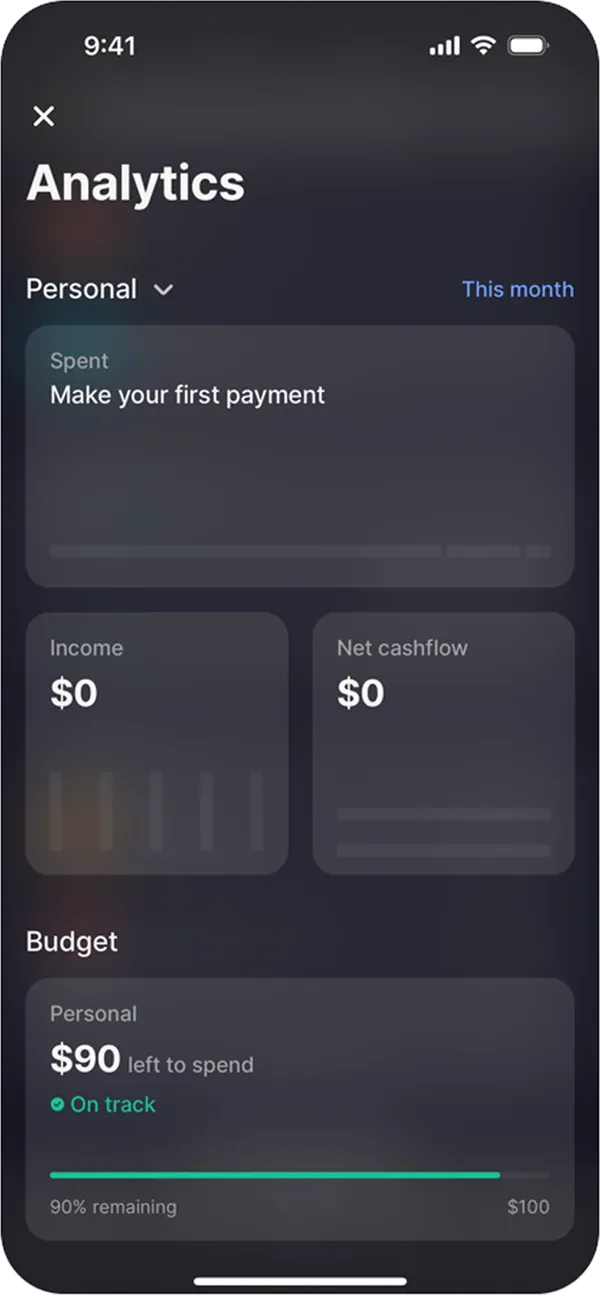 9:41
Analytics
Personal
This month
Spent
Make your first payment
Income
$0
Net cashflow
$0
Budget
Personal
$90 left to spend
On track
90% remaining
$100